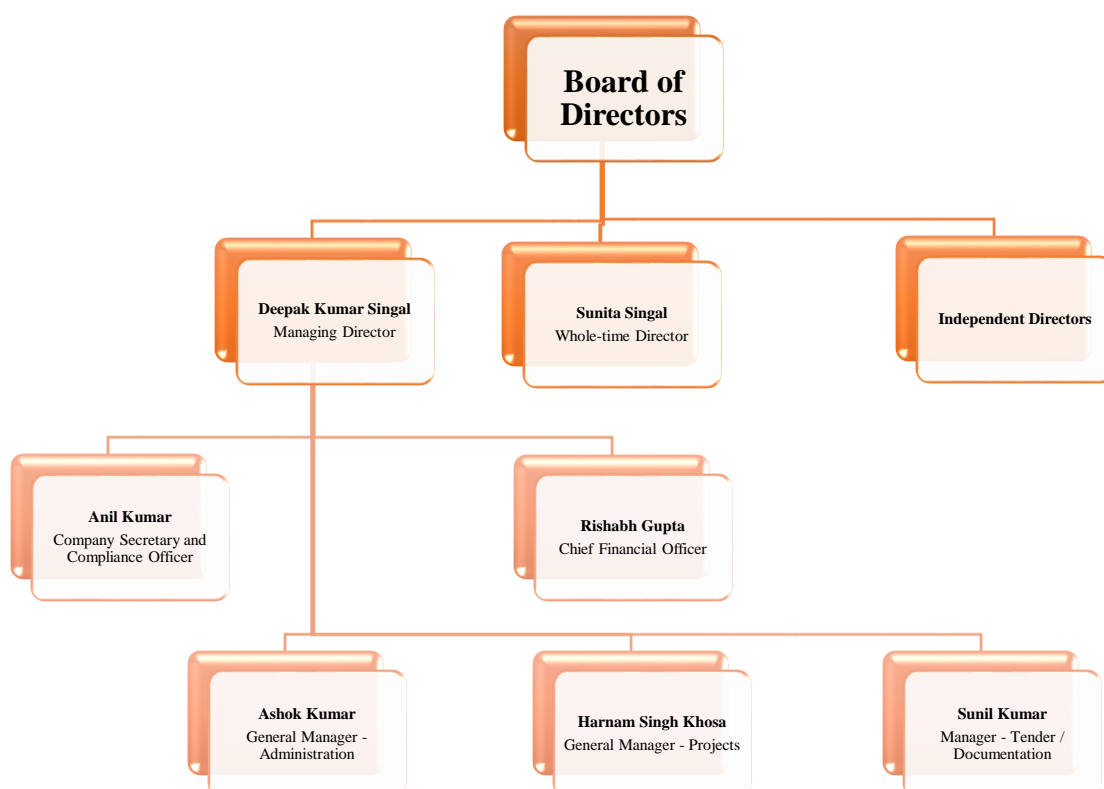 Board of
Directors
Deepak Kumar Singal
Managing Director
Sunita Singal
Whole-time Director
Independent Directors
Anil Kumar
Company Secretary and
Compliance Officer
Rishabh Gupta
Chief Financial Officer
Ashok Kumar
General Manager -
Administration
Harnam Singh Khosa
General Manager - Projects
Sunil Kumar
Manager - Tender /
Documentation